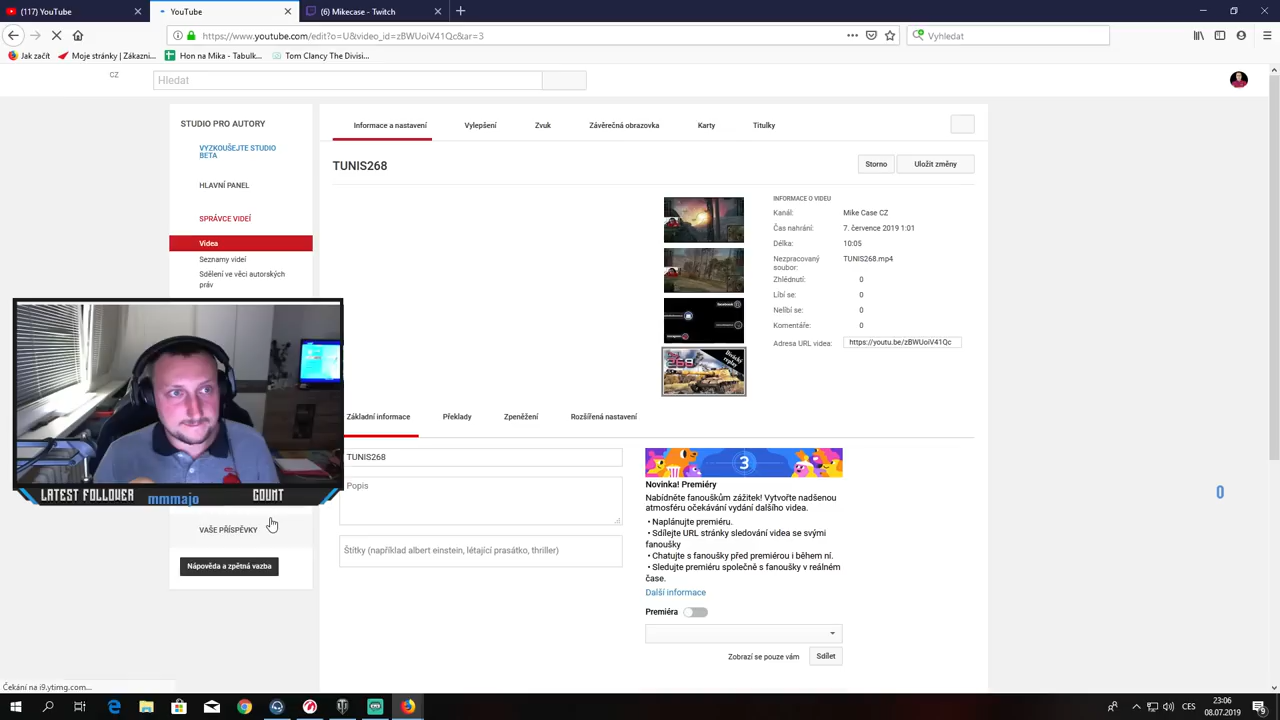 YouTube
YouTube
(6) Mikecase - Twitch
https://www.youtube.com/edit?o=U&video_id=zBWUoiV41Qc&ar=3
Vyhledat
Jak začít
Moje stránky | Zákazní...
Hon na Mika - Tabulk...
Tom Clancy The Divisi...
CZ
Hledat
STUDIO PRO AUTORY
VYZKOUŠEJTE STUDIO
BETA
HLAVNÍ PANEL
SPRÁVCE VIDEÍ
Videa
Seznamy videí
Sdělení ve věci autorských
práv
LATEST FOLLOWER
mmmajo
COUNT
0
VAŠE PŘÍSPĚVKY
Nápověda a zpětná vazba
Informace a nastavení
Vylepšení
Zvuk
Závěrečná obrazovka
Karty
Titulky
TUNIS268
Storno
Uložit změny
INFORMACE O VIDEU
Kanál:
Mike Case CZ
Čas nahrání:
7. července 2019 1:01
Délka:
10:05
Nezpracovaný
soubor:
TUNIS268.mp4
Zhlédnutí:
0
Líbí se:
0
Nelíbí se:
0
Komentáře:
0
Adresa URL videa:
https://youtu.be/zBWUoiV41Qc
Základní informace
Překlady
Zpeněžení
Rozšířená nastavení
TUNIS268
Popis
Štítky (například albert einstein, létající prasátko, thriller)
3
Novinka! Premiéry
Nabídněte fanouškům zážitek! Vytvořte nadšenou
atmosféru očekávání vydání dalšího videa.
• Naplánujte premiéru.
• Sdílejte URL stránky sledování videa se svými
fanoušky
• Chatujte s fanoušky před premiérou i během ní.
• Sledujte premiéru společně s fanoušky v reálném
čase.
Další informace
Premiéra
Zobrazí se pouze vám
Sdílet
Čekání na i9.ytimg.com...
CES
23:06
08.07.2019